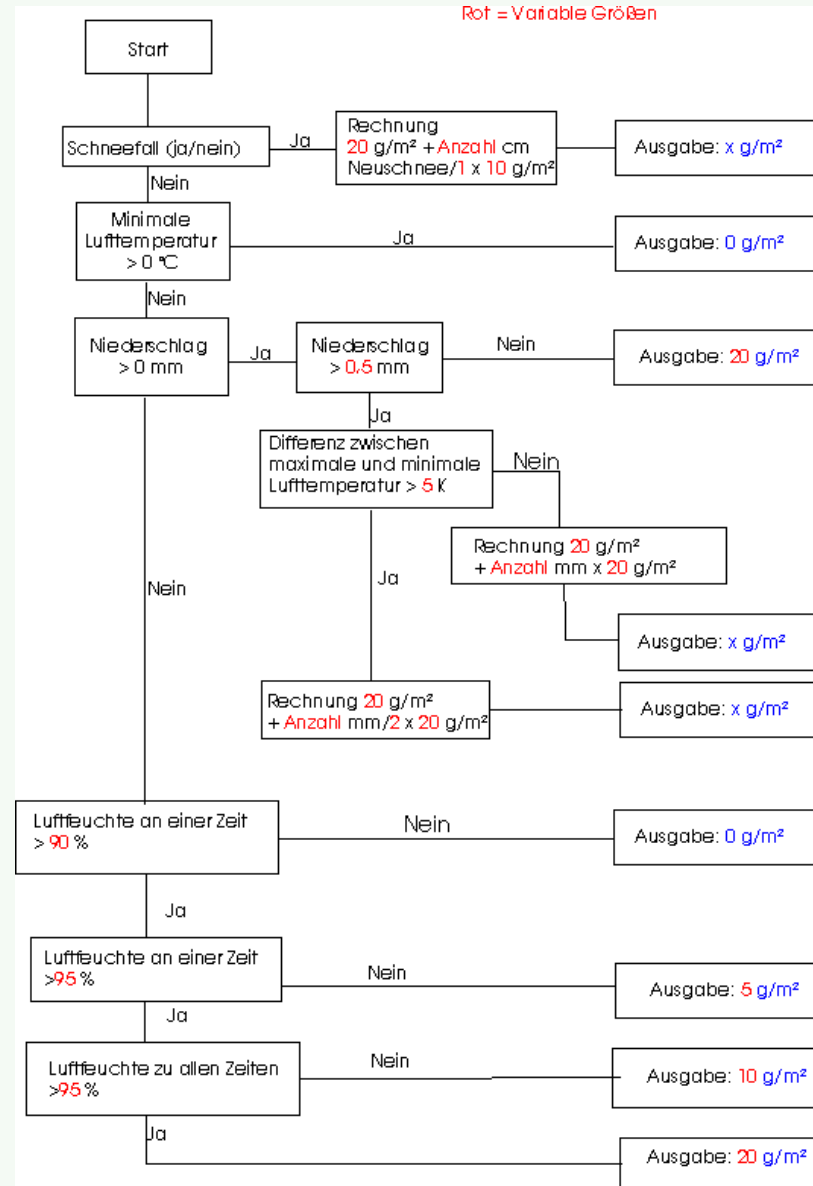 Rot = Variable Größen
Start
Schneefall (ja/nein)
Ja
Rechnung
20 g/m² + Anzahl cm
Neuschnee/1 x 10 g/m²
Ausgabe: x g/m²
Nein
Minimale
Lufttemperatur
> 0 °C
Ja
Ausgabe: 0 g/m²
Nein
Niederschlag
> 0 mm
Ja
Niederschlag
> 0,5 mm
Nein
Ausgabe: 20 g/m²
Ja
Differenz zwischen
maximale und minimale
Lufttemperatur > 5 K
Nein
Rechnung 20 g/m²
+ Anzahl mm x 20 g/m²
Ja
Nein
Ausgabe: x g/m²
Rechnung 20 g/m²
+ Anzahl mm/2 x 20 g/m²
Ausgabe: x g/m²
Luftfeuchte an einer Zeit
> 90 %
Nein
Ausgabe: 0 g/m²
Ja
Luftfeuchte an einer Zeit
>95 %
Nein
Ausgabe: 5 g/m²
Ja
Luftfeuchte zu allen Zeiten
>95 %
Nein
Ausgabe: 10 g/m²
Ja
Ausgabe: 20 g/m²